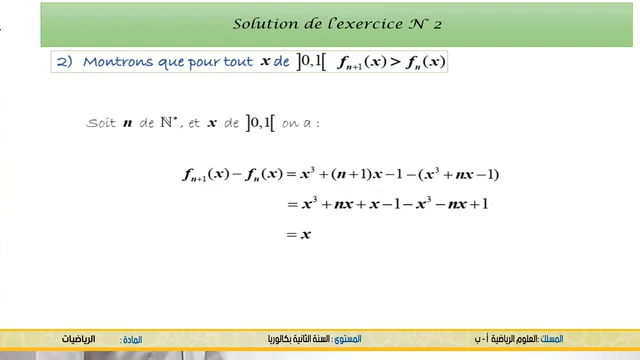 Solution de l'exercice N° 2
2) Montrons que pour tout x de ]0,1[ f_{n+1}(x) > f_n(x)
Soit n de ℕ*, et x de ]0,1[ on a :
f_{n+1}(x) − f_n(x) = x³ + (n+1)x − 1 − (x³ + nx − 1)
= x³ + nx + x − 1 − x³ − nx + 1
= x
المسلك: العلوم الرياضية أ - ب المستوى: السنة الثانية بكالوريا المادة: الرياضيات